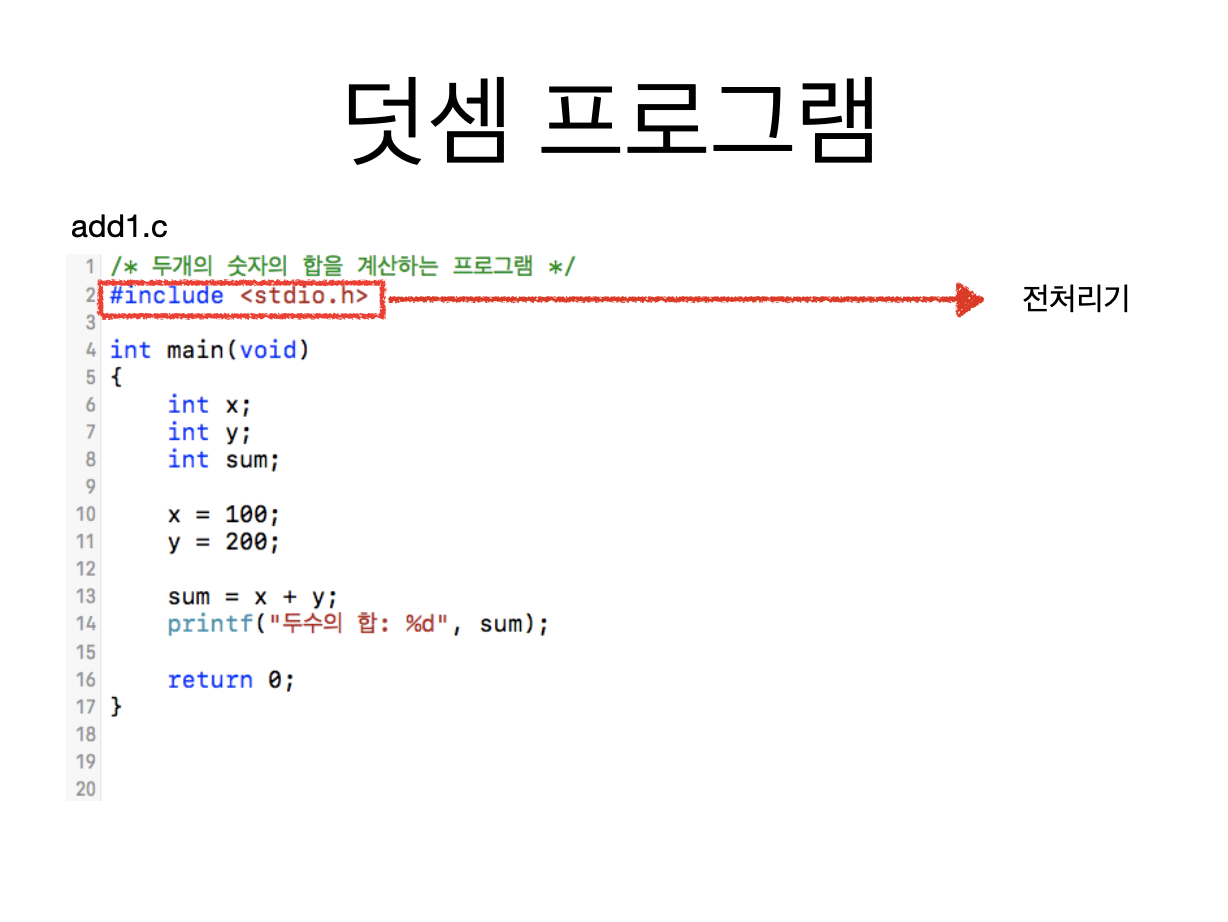 덧셈 프로그램
add1.c
1 /* 두개의 숫자의 합을 계산하는 프로그램 */
2 #include <stdio.h>
전처리기
3
4 int main(void)
5 {
6     int x;
7     int y;
8     int sum;
9
10     x = 100;
11     y = 200;
12
13     sum = x + y;
14     printf("두수의 합: %d", sum);
15
16     return 0;
17 }
18
19
20